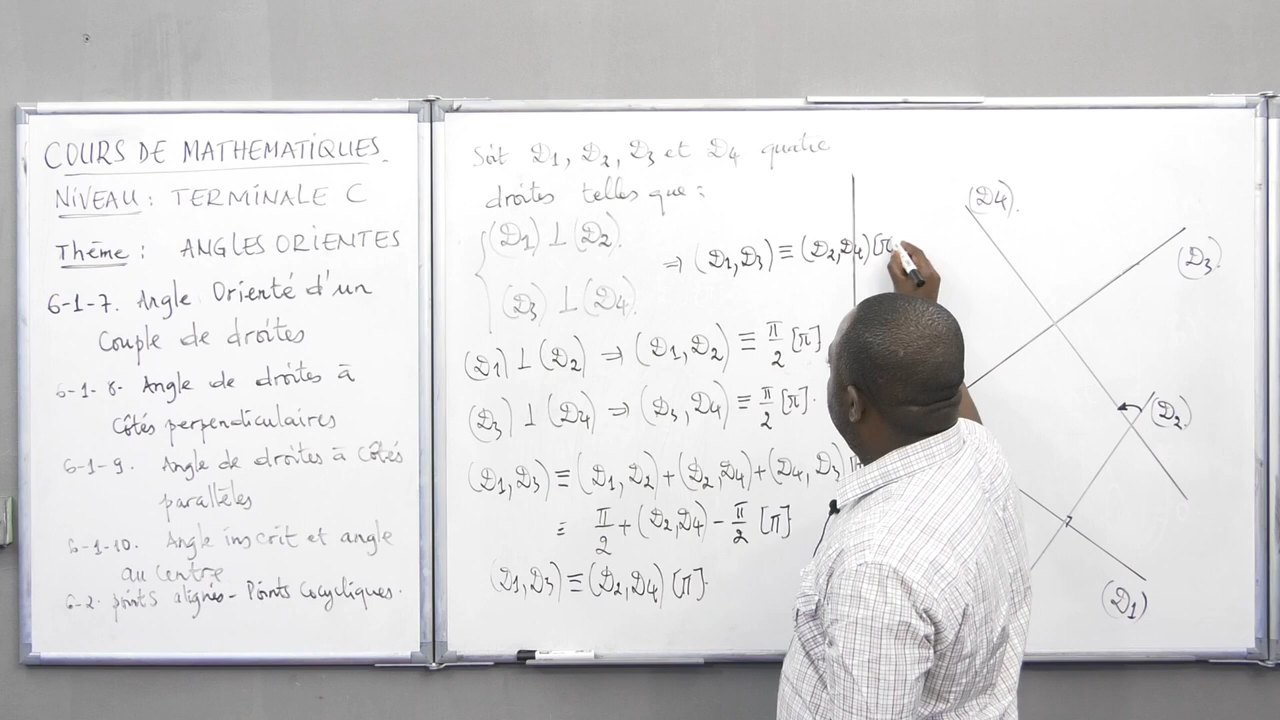 COURS DE MATHEMATIQUES.
NIVEAU : TERMINALE C
Thème : ANGLES ORIENTES
6-1-7. Angle Orienté d'un
Couple de droites
6-1-8- Angle de droites à
Côtés perpendiculaires
6-1-9. Angle de droites à Côtés
parallèles
6-1-10. Angle inscrit et angle
au Centre
6-2. points alignés - Points Cocycliques.
Soit D1, D2, D3 et D4 quatre
droites telles que :
(D1) ⊥ (D2).
(D3) ⊥ (D4).
⇒ (D1, D3) ≡ (D2, D4) [π
(D1) ⊥ (D2) ⇒ (D1, D2) ≡ π/2 [π]
(D3) ⊥ (D4) ⇒ (D3, D4) ≡ π/2 [π].
(D1, D3) ≡ (D1, D2) + (D2, D4) + (D4, D3) [π
≡ π/2 + (D2, D4) - π/2 [π]
(D1, D3) ≡ (D2, D4) [π].
(D4).
(D3).
(D2).
(D1)